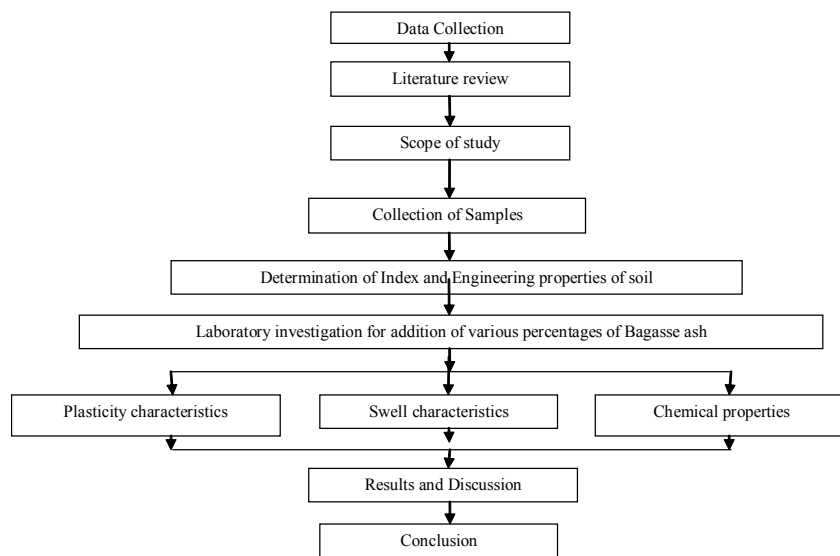 Data Collection
Literature review
Scope of study
Collection of Samples
Determination of Index and Engineering properties of soil
Laboratory investigation for addition of various percentages of Bagasse ash
Plasticity characteristics
Swell characteristics
Chemical properties
Results and Discussion
Conclusion